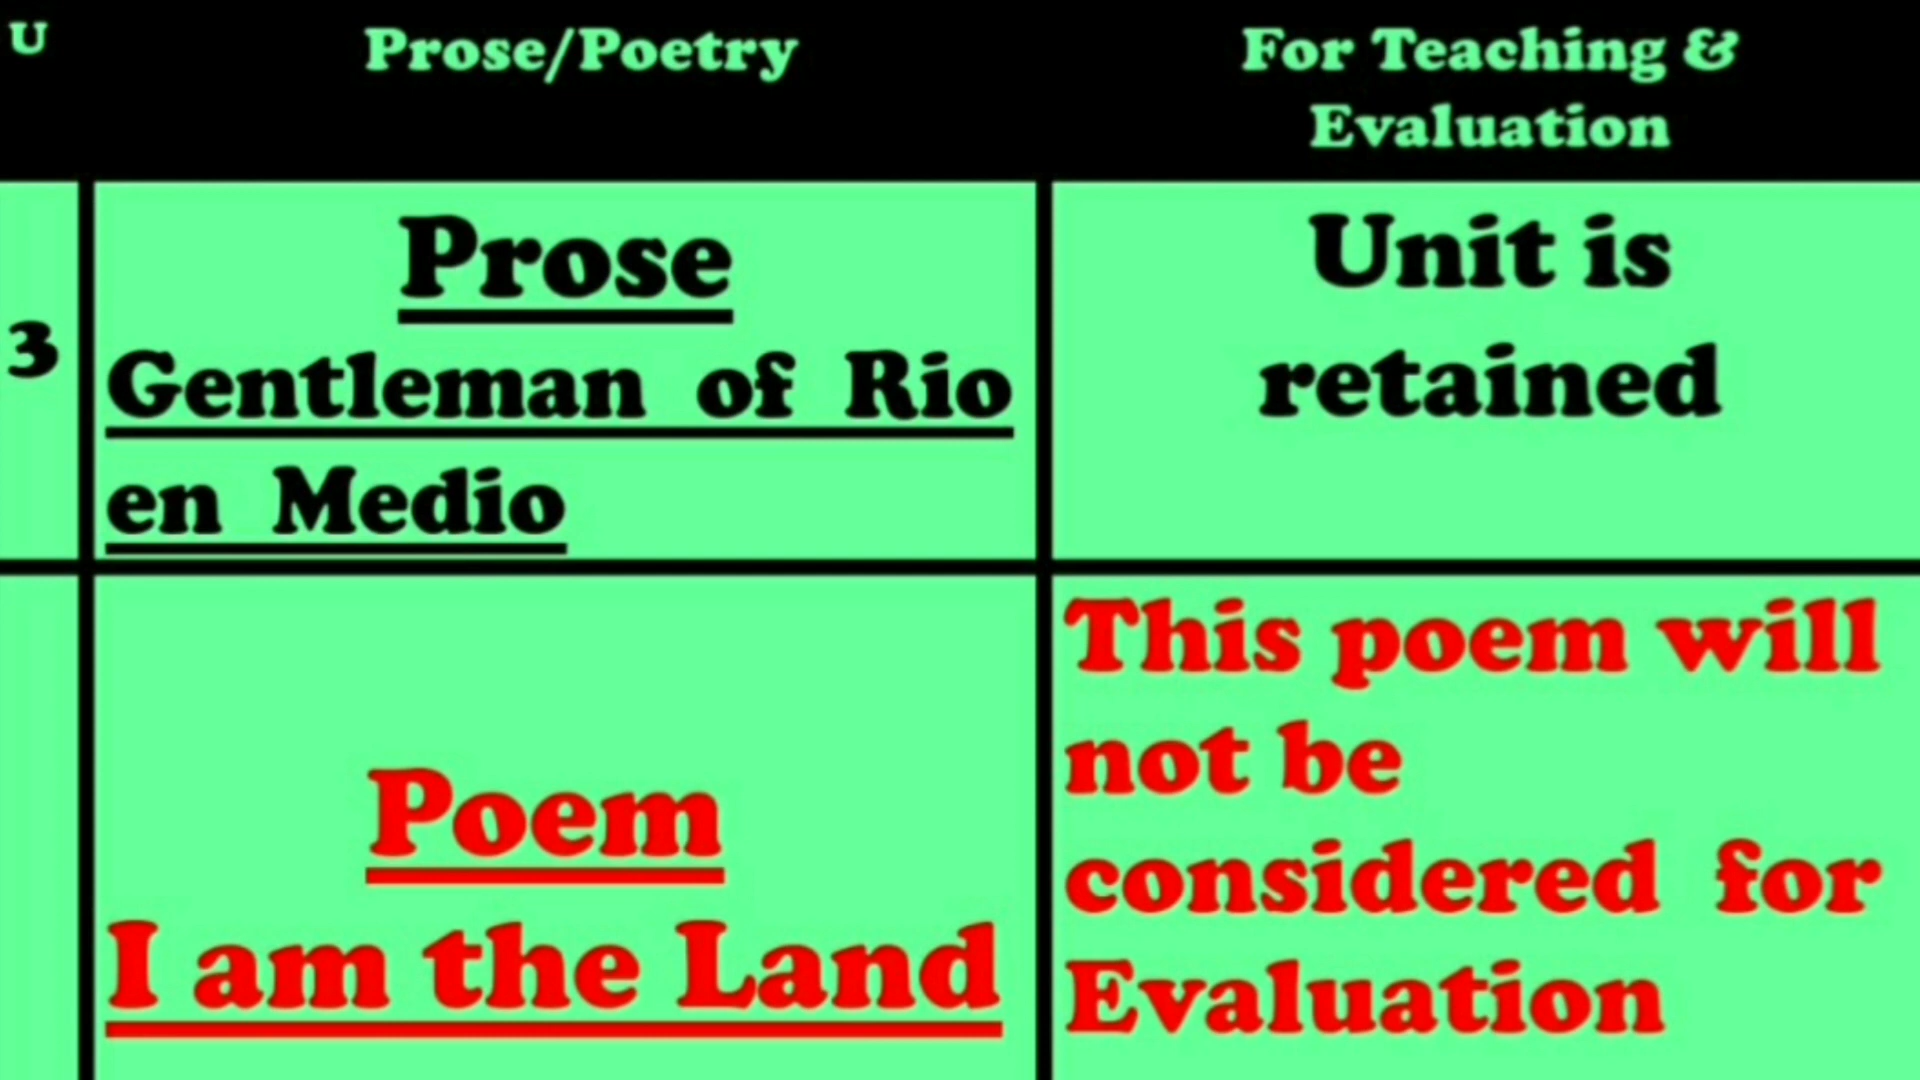 U
Prose/Poetry
For Teaching &
Evaluation
3
Prose
Gentleman of Rio
en Medio
Unit is
retained
Poem
I am the Land
This poem will
not be
considered for
Evaluation